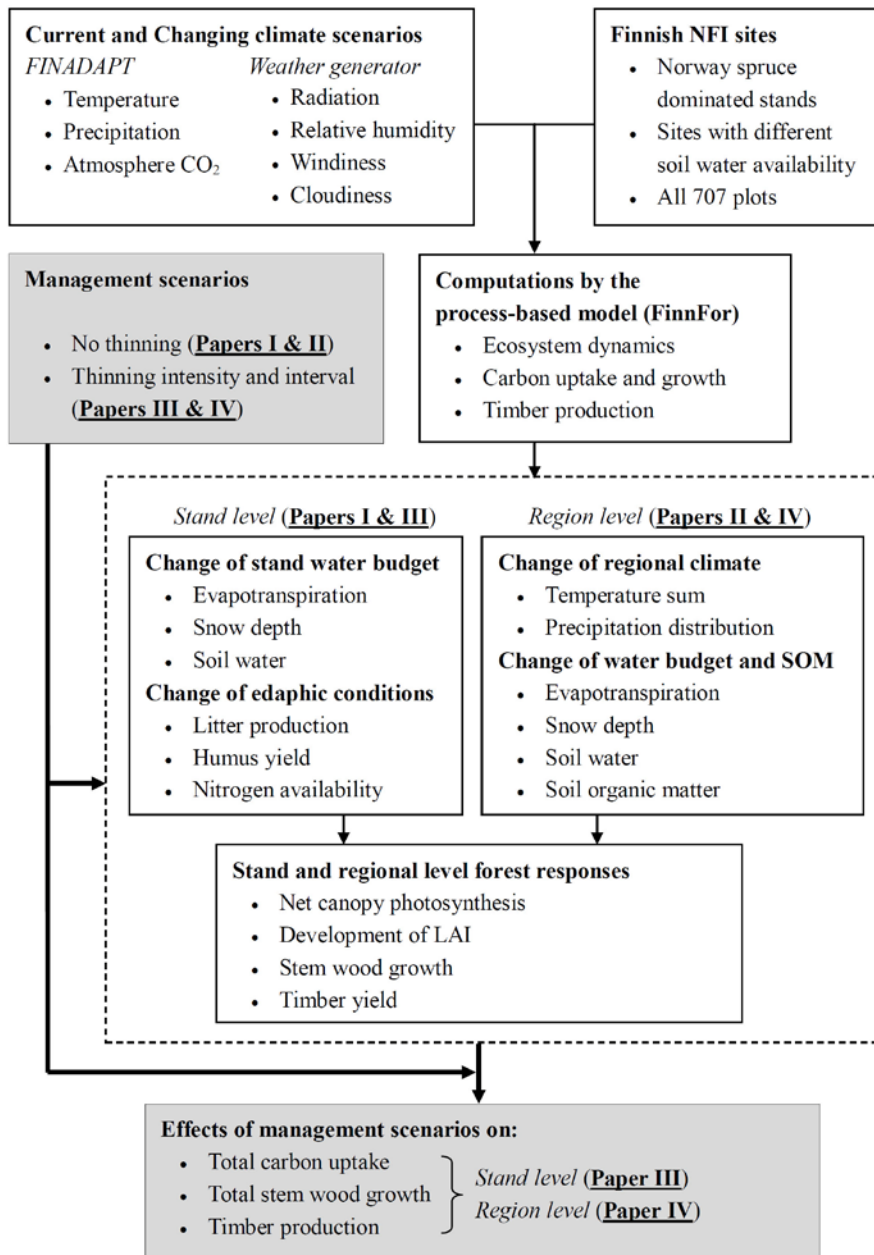 Current and Changing climate scenarios
FINADAPT
• Temperature
• Precipitation
• Atmosphere CO₂
Weather generator
• Radiation
• Relative humidity
• Windiness
• Cloudiness
Finnish NFI sites
• Norway spruce
dominated stands
• Sites with different
soil water availability
• All 707 plots
Management scenarios
• No thinning (Papers I & II)
• Thinning intensity and interval
(Papers III & IV)
Computations by the
process-based model (FinnFor)
• Ecosystem dynamics
• Carbon uptake and growth
• Timber production
Stand level (Papers I & III)
Change of stand water budget
• Evapotranspiration
• Snow depth
• Soil water
Change of edaphic conditions
• Litter production
• Humus yield
• Nitrogen availability
Region level (Papers II & IV)
Change of regional climate
• Temperature sum
• Precipitation distribution
Change of water budget and SOM
• Evapotranspiration
• Snow depth
• Soil water
• Soil organic matter
Stand and regional level forest responses
• Net canopy photosynthesis
• Development of LAI
• Stem wood growth
• Timber yield
Effects of management scenarios on:
• Total carbon uptake
• Total stem wood growth
• Timber production
Stand level (Paper III)
Region level (Paper IV)